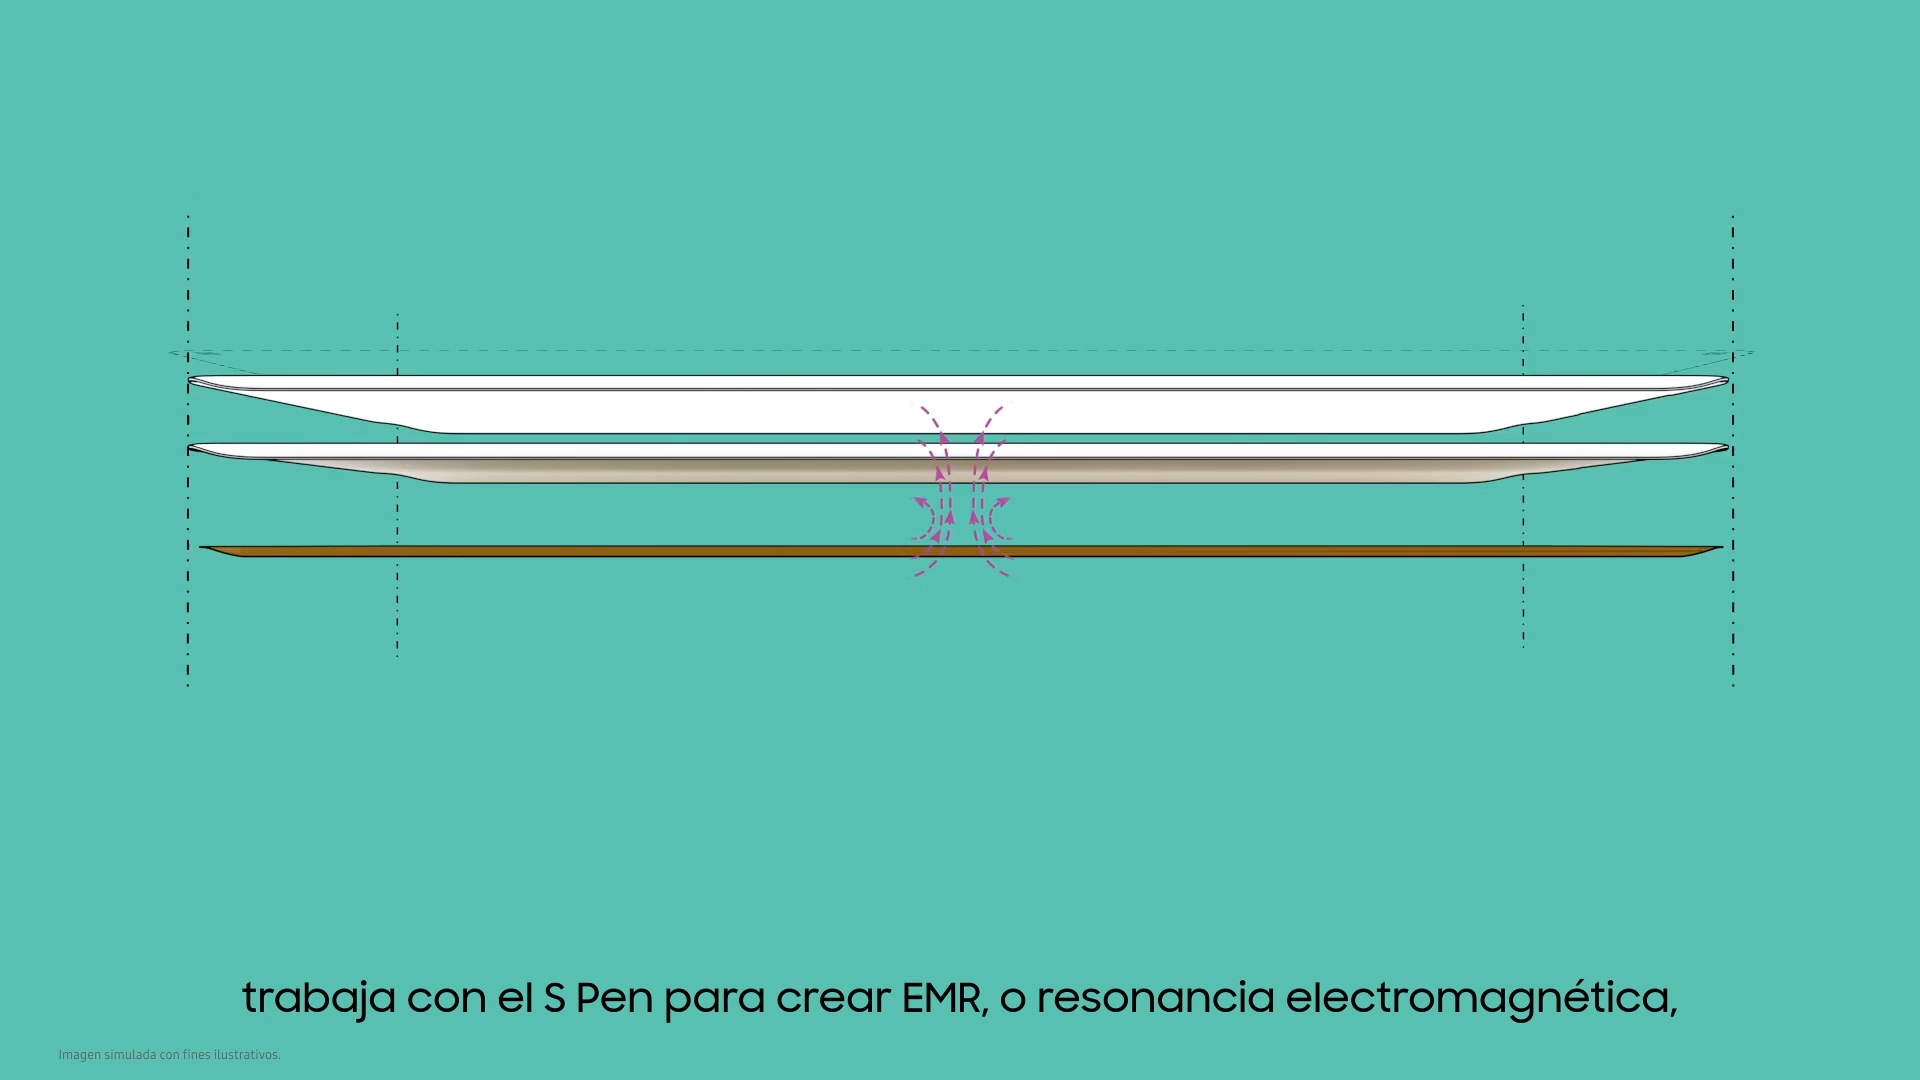 trabaja con el S Pen para crear EMR, o resonancia electromagnética,
Imagen simulada con fines ilustrativos.